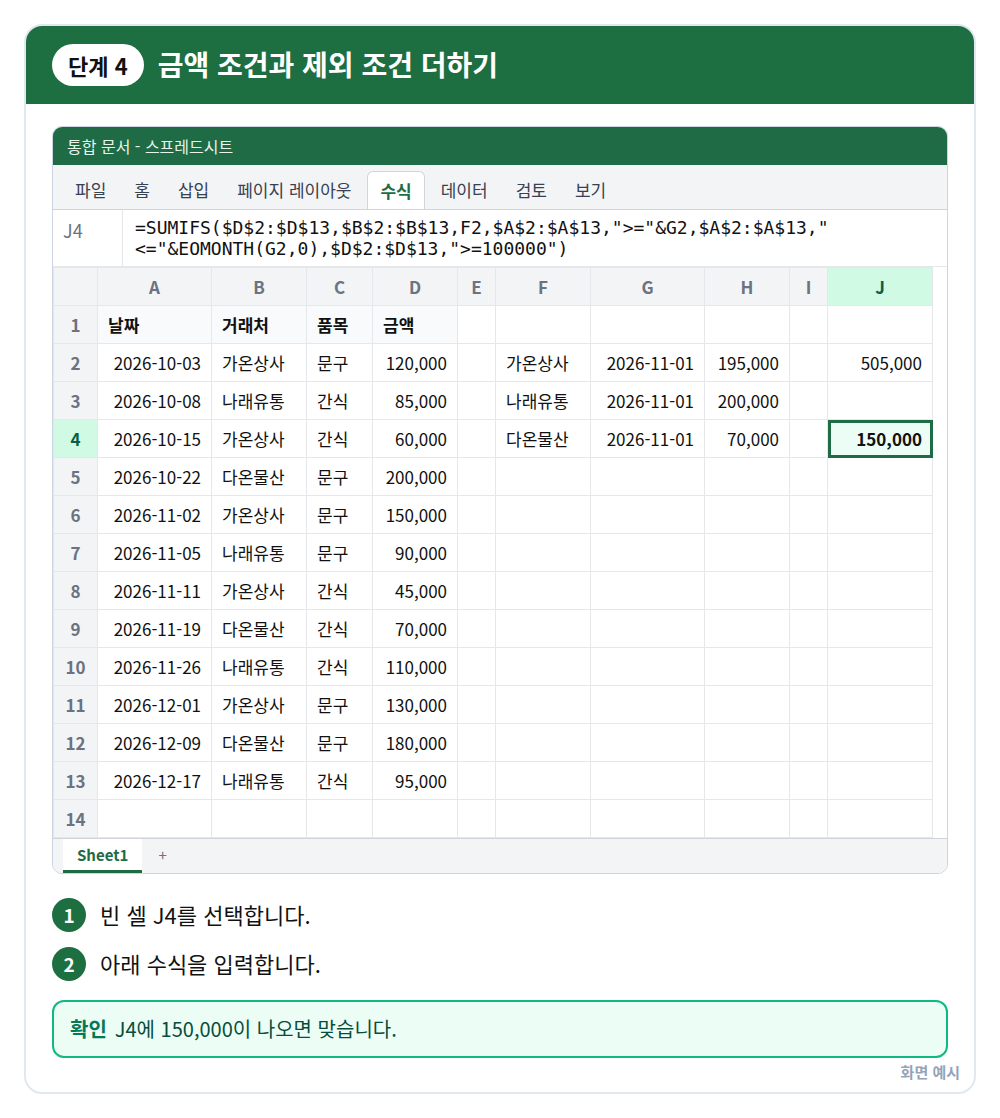 단계 4 금액 조건과 제외 조건 더하기
통합 문서 - 스프레드시트
파일 홈 삽입 페이지 레이아웃 수식 데이터 검토 보기
J4 =SUMIFS($D$2:$D$13,$B$2:$B$13,F2,$A$2:$A$13,">="&G2,$A$2:$A$13,"
<="&EOMONTH(G2,0),$D$2:$D$13,">=100000")
A B C D E F G H I J
1 날짜 거래처 품목 금액
2 2026-10-03 가온상사 문구 120,000 가온상사 2026-11-01 195,000 505,000
3 2026-10-08 나래유통 간식 85,000 나래유통 2026-11-01 200,000
4 2026-10-15 가온상사 간식 60,000 다온물산 2026-11-01 70,000 150,000
5 2026-10-22 다온물산 문구 200,000
6 2026-11-02 가온상사 문구 150,000
7 2026-11-05 나래유통 문구 90,000
8 2026-11-11 가온상사 간식 45,000
9 2026-11-19 다온물산 간식 70,000
10 2026-11-26 나래유통 간식 110,000
11 2026-12-01 가온상사 문구 130,000
12 2026-12-09 다온물산 문구 180,000
13 2026-12-17 나래유통 간식 95,000
14
Sheet1 +
1 빈 셀 J4를 선택합니다.
2 아래 수식을 입력합니다.
확인 J4에 150,000이 나오면 맞습니다.
화면 예시